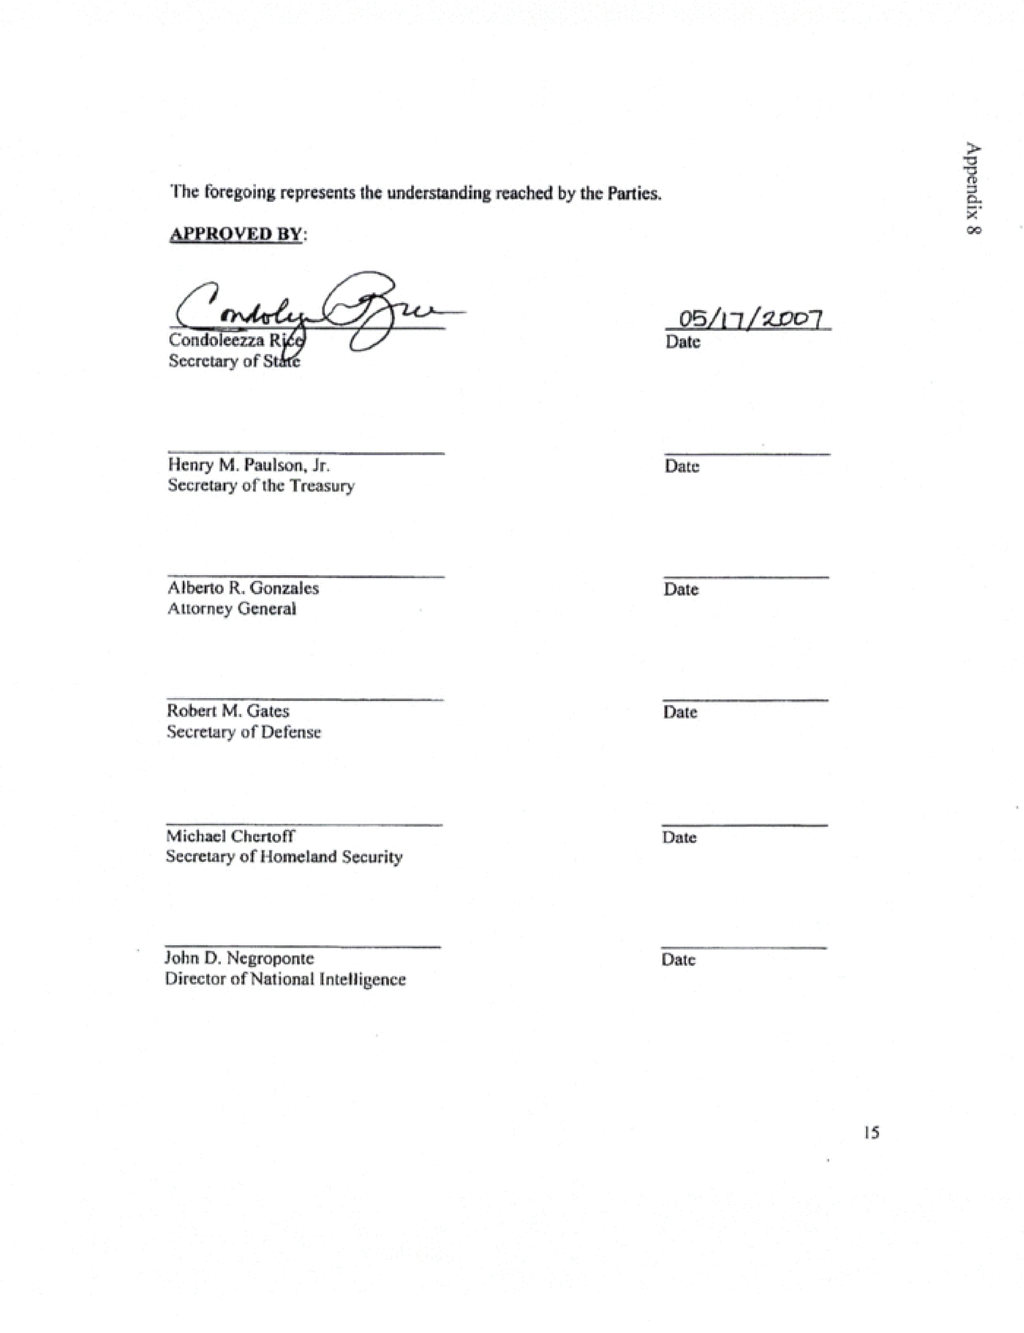 Appendix 8
The foregoing represents the understanding reached by the Parties.
APPROVED BY:
05/17/2007
Condoleezza Rice
Date
Secretary of State
Henry M. Paulson, Jr.
Date
Secretary of the Treasury
Alberto R. Gonzales
Date
Attorney General
Robert M. Gates
Date
Secretary of Defense
Michael Chertoff
Date
Secretary of Homeland Security
John D. Negroponte
Date
Director of National Intelligence
15